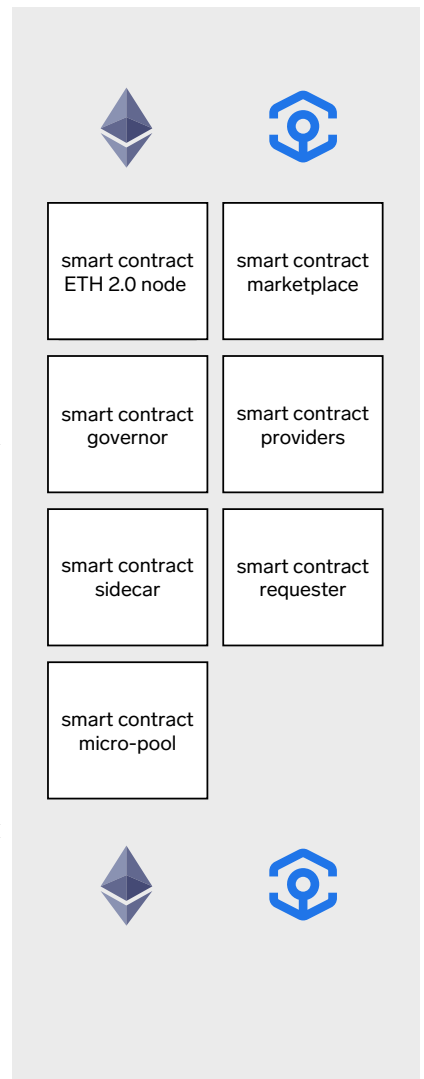 smart contract
ETH 2.0 node
smart contract
marketplace
smart contract
governor
smart contract
providers
smart contract
sidecar
smart contract
requester
smart contract
micro-pool